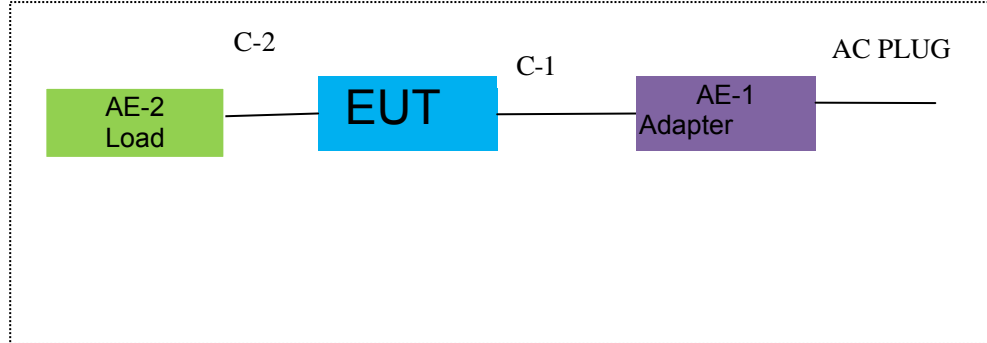 C-2
C-1
AC PLUG
AE-2
Load
EUT
AE-1
Adapter